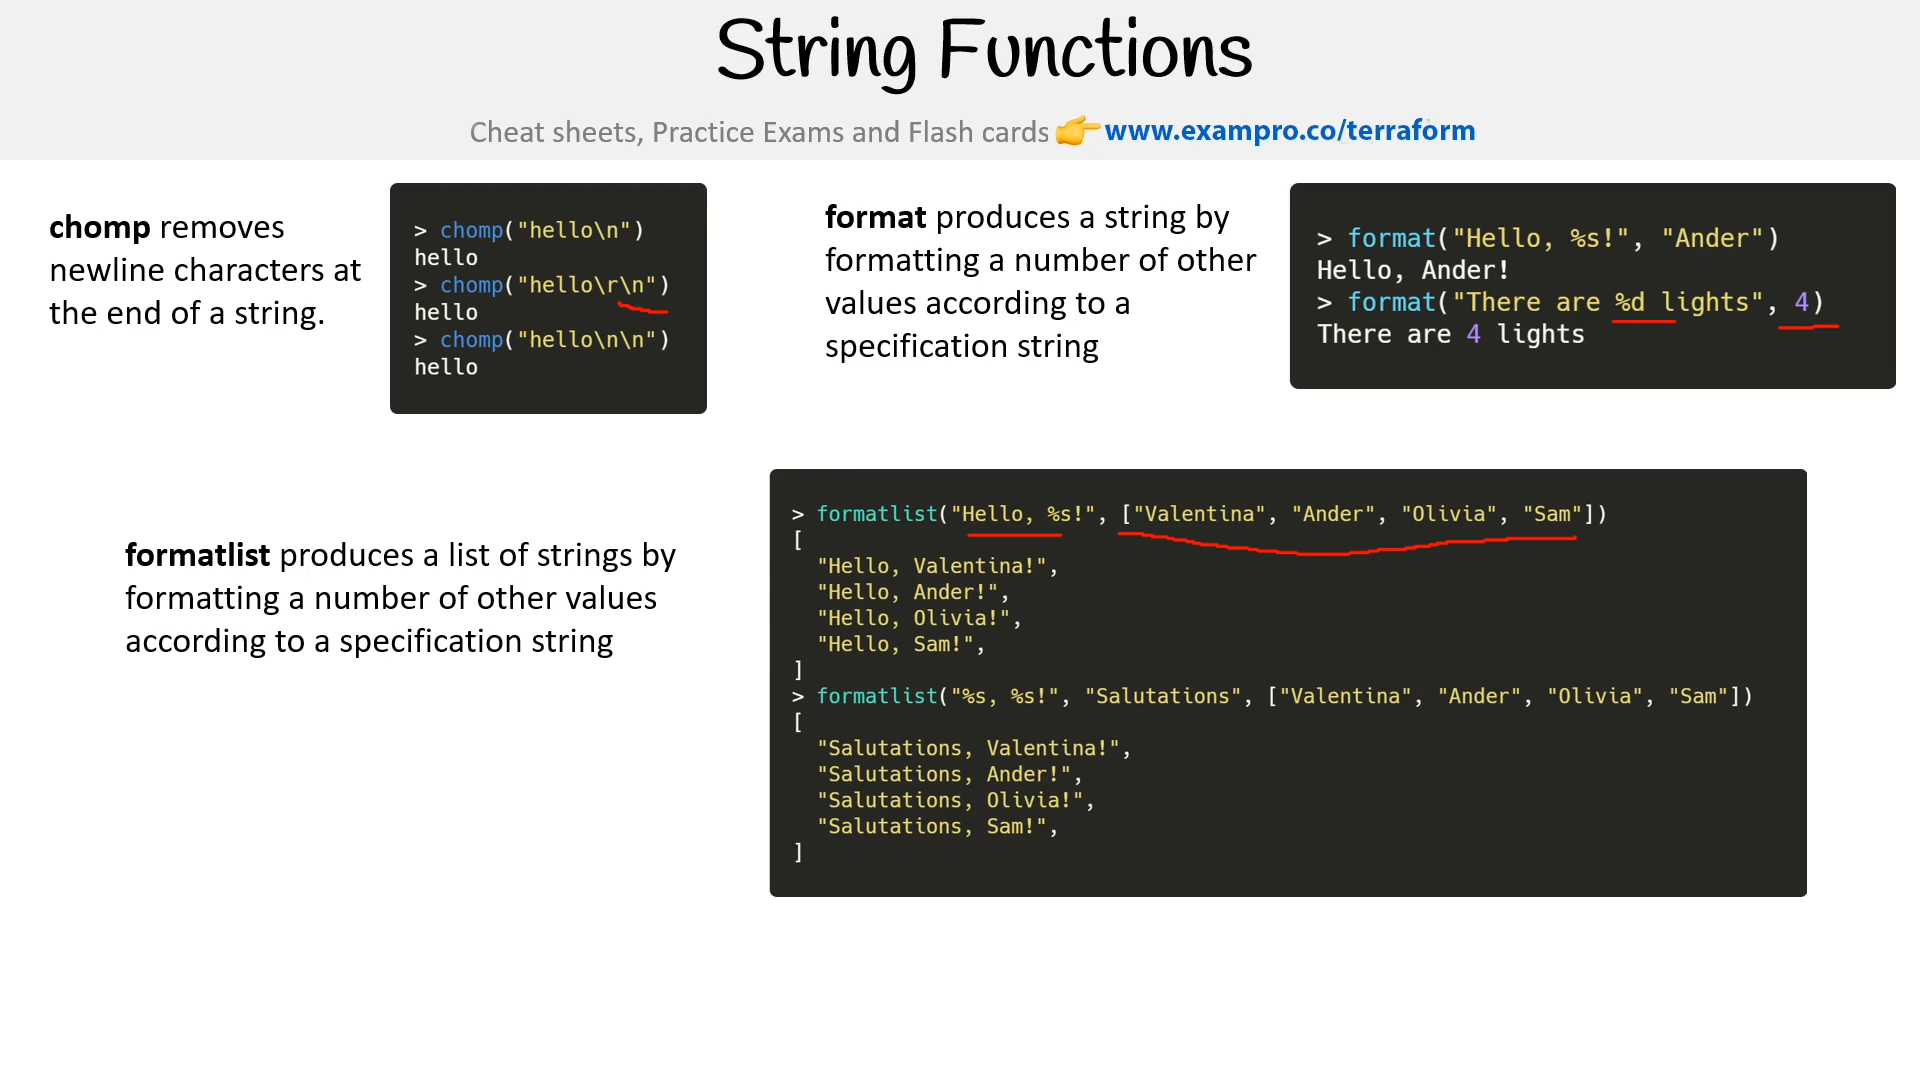 String Functions
Cheat sheets, Practice Exams and Flash cards 👉 www.exampro.co/terraform
chomp removes
newline characters at
the end of a string.
> chomp("hello\n")
hello
> chomp("hello\r\n")
hello
> chomp("hello\n\n")
hello
format produces a string by
formatting a number of other
values according to a
specification string
> format("Hello, %s!", "Ander")
Hello, Ander!
> format("There are %d lights", 4)
There are 4 lights
formatlist produces a list of strings by
formatting a number of other values
according to a specification string
> formatlist("Hello, %s!", ["Valentina", "Ander", "Olivia", "Sam"])
[
  "Hello, Valentina!",
  "Hello, Ander!",
  "Hello, Olivia!",
  "Hello, Sam!",
]
> formatlist("%s, %s!", "Salutations", ["Valentina", "Ander", "Olivia", "Sam"])
[
  "Salutations, Valentina!",
  "Salutations, Ander!",
  "Salutations, Olivia!",
  "Salutations, Sam!",
]